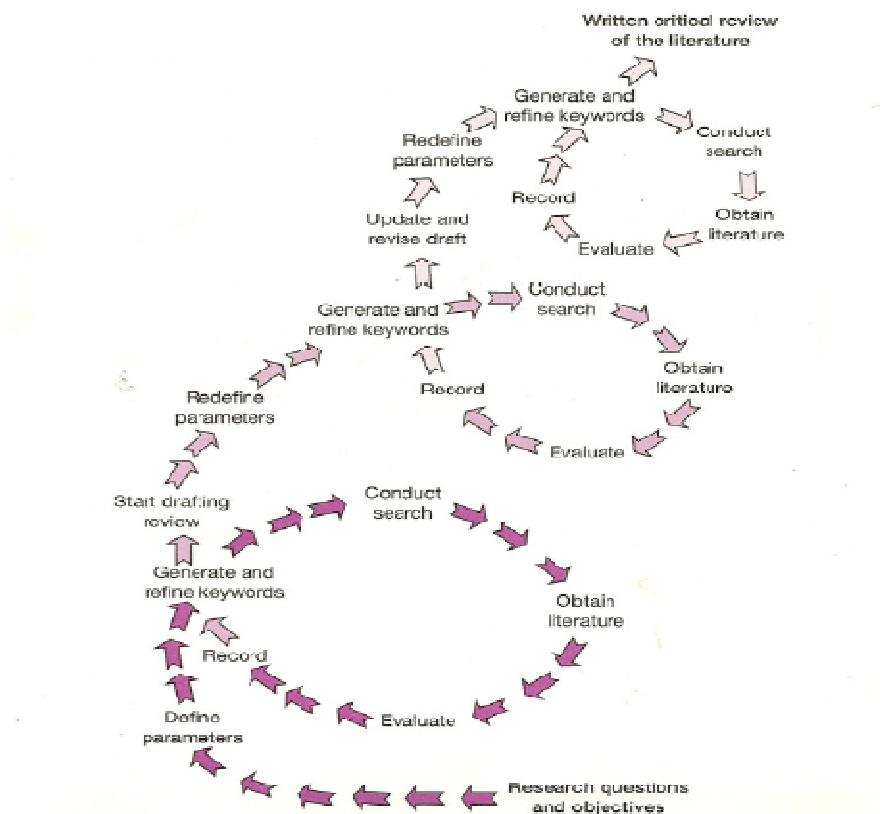 Written critical review
of the literature
Generate and
refine keywords
Conduct
search
Redefine
parameters
Record
Obtain
literature
Update and
revise draft
Evaluate
Generate and
refine keywords
Conduct
search
Obtain
literature
Record
Redefine
parameters
Evaluate
Start drafting
review
Conduct
search
Generate and
refine keywords
Obtain
literature
Record
Define
parameters
Evaluate
Research questions
and objectives